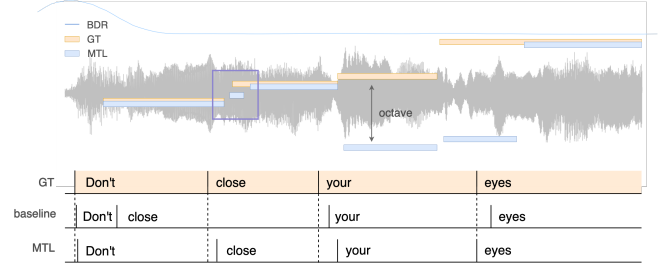 BDR
GT
MTL
octave
GT Don't close your eyes
baseline Don't close your eyes
MTL Don't close your eyes